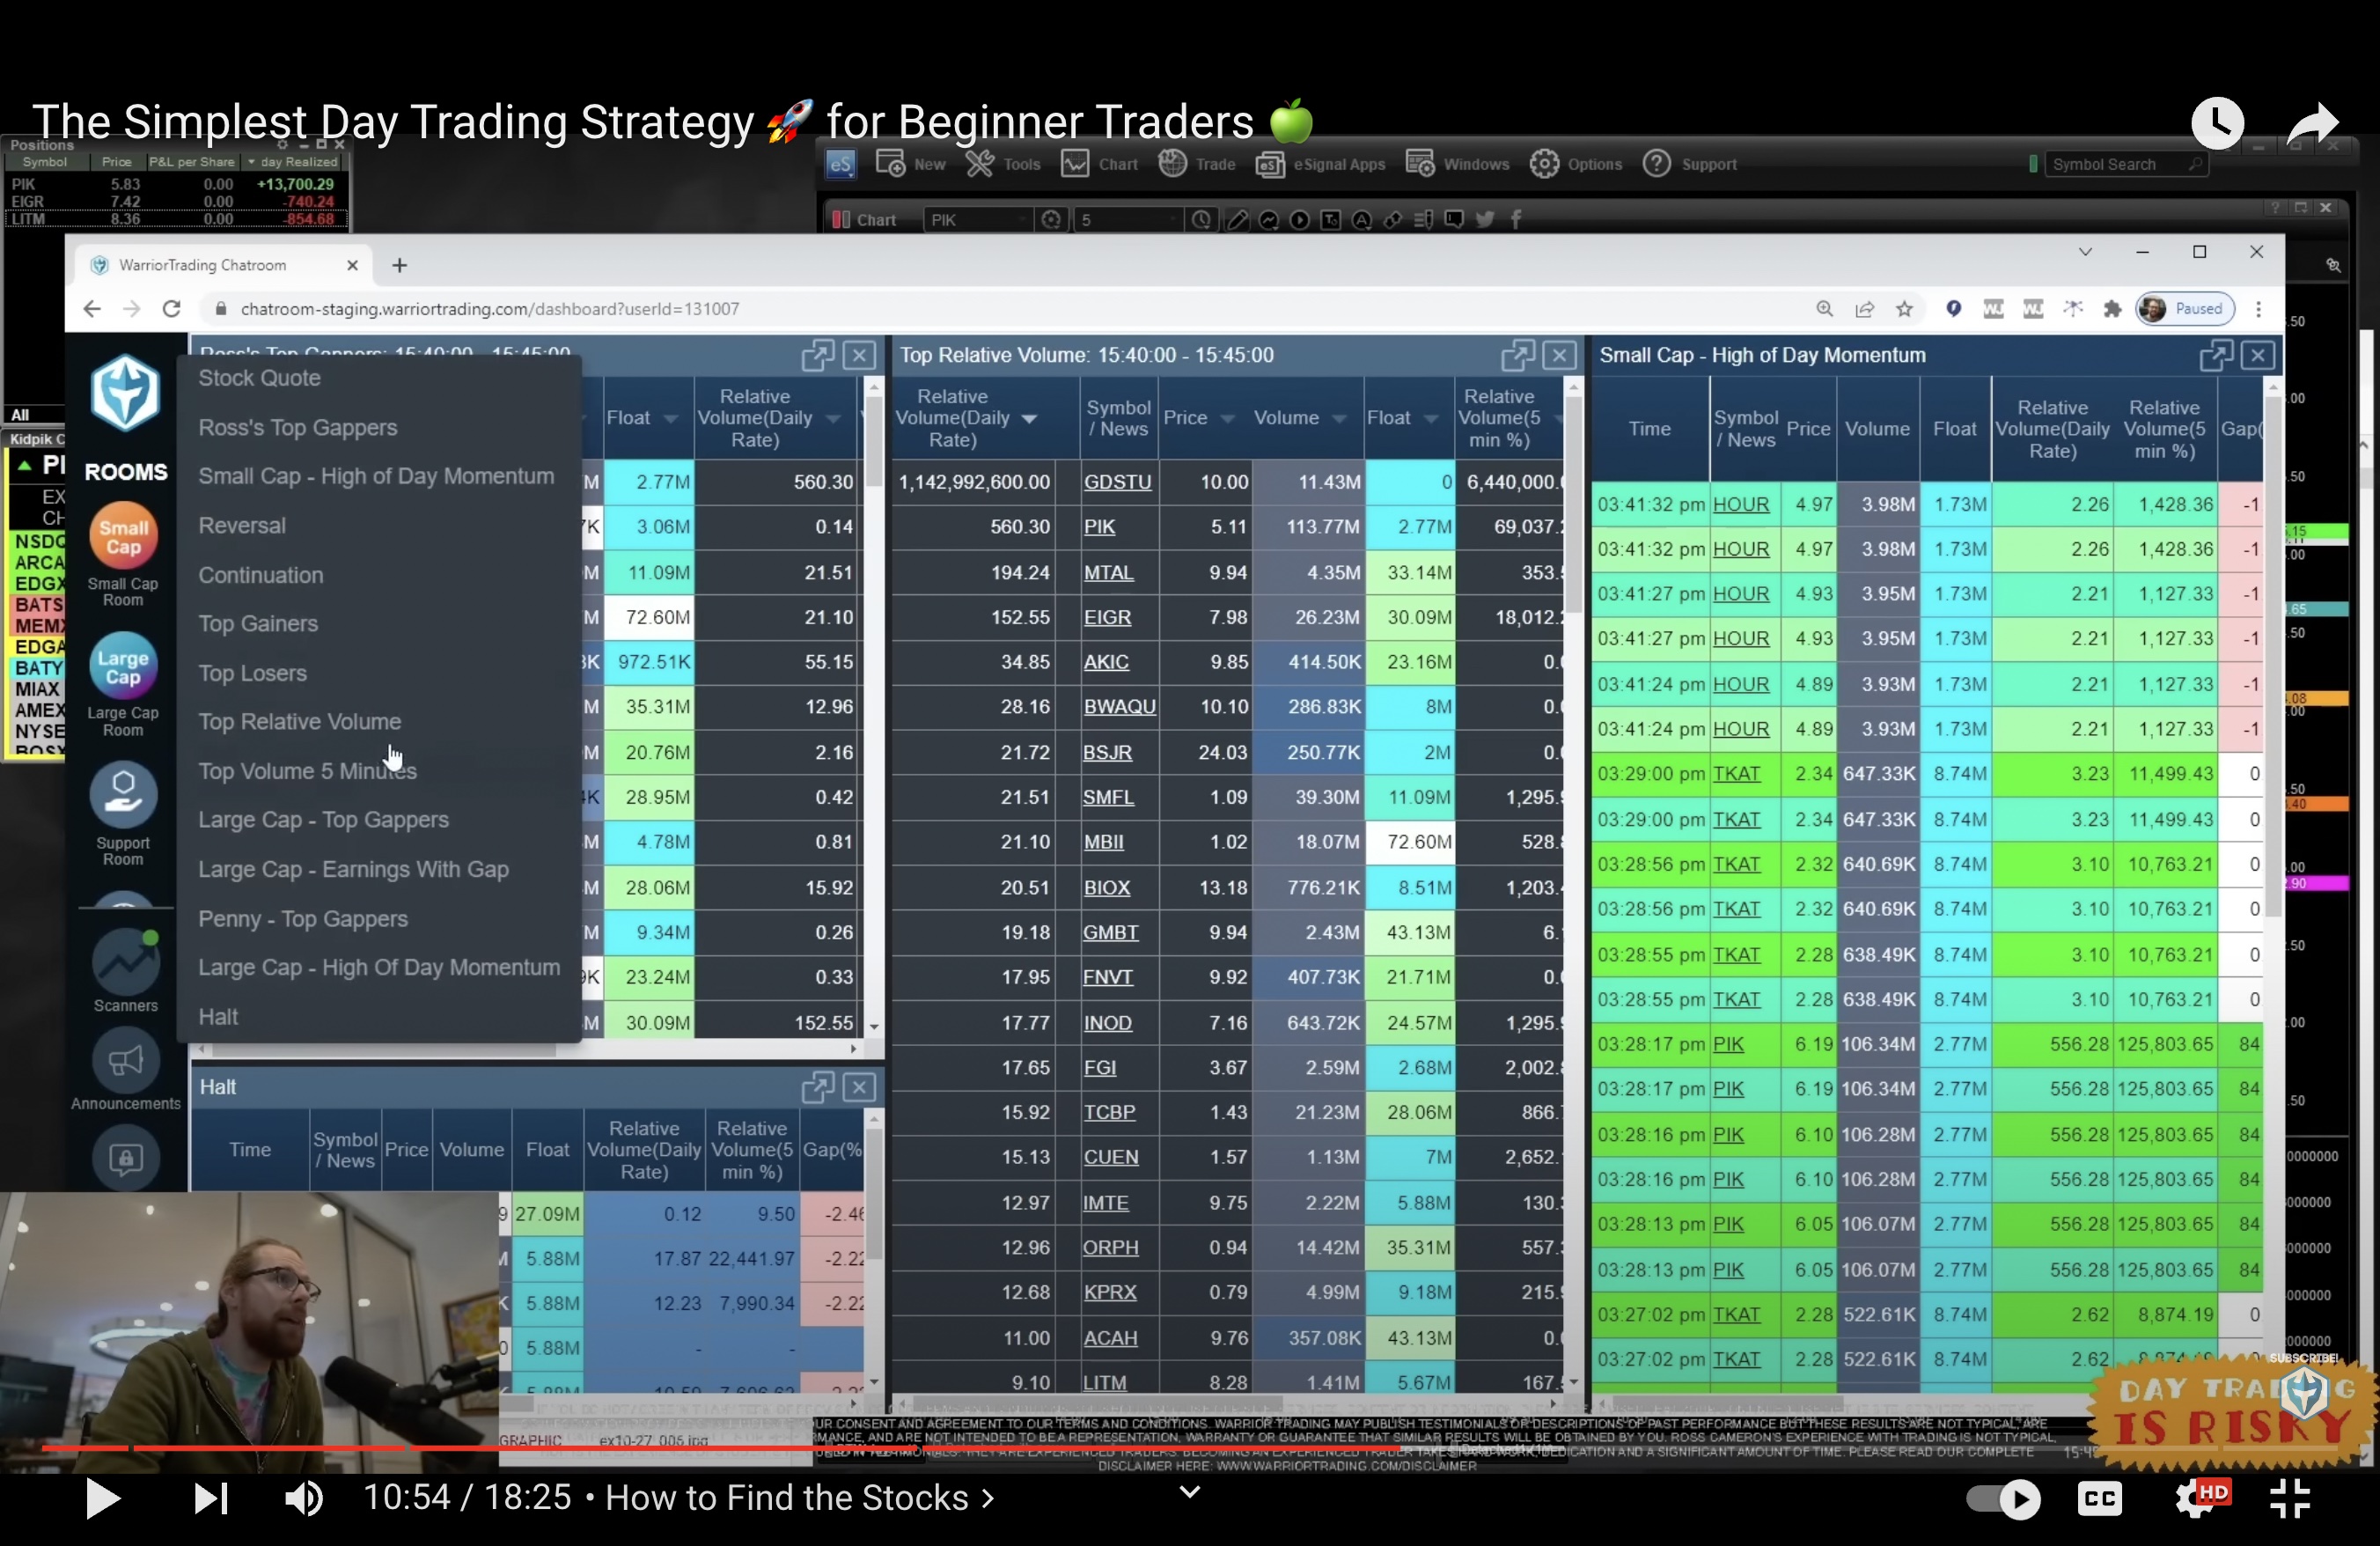 The Simplest Day Trading Strategy 🚀 for Beginner Traders 🍏
Positions
Symbol Price P&L per Share day Realized
PIK 5.83 0.00 +13,700.29
EIGR 7.42 0.00 -740.24
LITM 8.36 0.00 -854.68
All
Kidpik C
New Tools Chart Trade eSignal Apps Windows Options Support
Symbol Search
Chart PIK 5
WarriorTrading Chatroom
chatroom-staging.warriortrading.com/dashboard?userId=131007
Paused
NSDQ
ARCA
EDGX
BATS
MEMX
EDGA
BATY
MIAX
AMEX
NYSE
BOSX
ROOMS
Small Cap
Small Cap Room
Large Cap
Large Cap Room
Support Room
Scanners
Announcements
Ross's Top Gappers: 15:40:00 - 15:45:00
Stock Quote
Ross's Top Gappers
Small Cap - High of Day Momentum
Reversal
Continuation
Top Gainers
Top Losers
Top Relative Volume
Top Volume 5 Minutes
Large Cap - Top Gappers
Large Cap - Earnings With Gap
Penny - Top Gappers
Large Cap - High Of Day Momentum
Halt
Float Relative Volume(Daily Rate)
2.77M 560.30
3.06M 0.14
11.09M 21.51
72.60M 21.10
972.51K 55.15
35.31M 12.96
20.76M 2.16
28.95M 0.42
4.78M 0.81
28.06M 15.92
9.34M 0.26
23.24M 0.33
30.09M 152.55
Halt
Time Symbol / News Price Volume Float Relative Volume(Daily Rate) Relative Volume(5 min %) Gap(%
27.09M 0.12 9.50 -2.46
5.88M 17.87 22,441.97 -2.22
5.88M 12.23 7,990.34 -2.22
5.88M - -
Top Relative Volume: 15:40:00 - 15:45:00
Relative Volume(Daily Rate) Symbol / News Price Volume Float Relative Volume(5 min %)
1,142,992,600.00 GDSTU 10.00 11.43M 0 6,440,000.
560.30 PIK 5.11 113.77M 2.77M 69,037.
194.24 MTAL 9.94 4.35M 33.14M 353.
152.55 EIGR 7.98 26.23M 30.09M 18,012.
34.85 AKIC 9.85 414.50K 23.16M 0.
28.16 BWAQU 10.10 286.83K 8M 0.
21.72 BSJR 24.03 250.77K 2M 0.
21.51 SMFL 1.09 39.30M 11.09M 1,295.
21.10 MBII 1.02 18.07M 72.60M 528.
20.51 BIOX 13.18 776.21K 8.51M 1,203.
19.18 GMBT 9.94 2.43M 43.13M 6.
17.95 FNVT 9.92 407.73K 21.71M 0.
17.77 INOD 7.16 643.72K 24.57M 1,295.
17.65 FGI 3.67 2.59M 2.68M 2,002.
15.92 TCBP 1.43 21.23M 28.06M 866.
15.13 CUEN 1.57 1.13M 7M 2,652.
12.97 IMTE 9.75 2.22M 5.88M 130.
12.96 ORPH 0.94 14.42M 35.31M 557.
12.68 KPRX 0.79 4.99M 9.18M 215.
11.00 ACAH 9.76 357.08K 43.13M 0.
9.10 LITM 8.28 1.41M 5.67M 167.
Small Cap - High of Day Momentum
Time Symbol / News Price Volume Float Relative Volume(Daily Rate) Relative Volume(5 min %) Gap(
03:41:32 pm HOUR 4.97 3.98M 1.73M 2.26 1,428.36 -1
03:41:32 pm HOUR 4.97 3.98M 1.73M 2.26 1,428.36 -1
03:41:27 pm HOUR 4.93 3.95M 1.73M 2.21 1,127.33 -1
03:41:27 pm HOUR 4.93 3.95M 1.73M 2.21 1,127.33 -1
03:41:24 pm HOUR 4.89 3.93M 1.73M 2.21 1,127.33 -1
03:41:24 pm HOUR 4.89 3.93M 1.73M 2.21 1,127.33 -1
03:29:00 pm TKAT 2.34 647.33K 8.74M 3.23 11,499.43 0
03:29:00 pm TKAT 2.34 647.33K 8.74M 3.23 11,499.43 0
03:28:56 pm TKAT 2.32 640.69K 8.74M 3.10 10,763.21 0
03:28:56 pm TKAT 2.32 640.69K 8.74M 3.10 10,763.21 0
03:28:55 pm TKAT 2.28 638.49K 8.74M 3.10 10,763.21 0
03:28:55 pm TKAT 2.28 638.49K 8.74M 3.10 10,763.21 0
03:28:17 pm PIK 6.19 106.34M 2.77M 556.28 125,803.65 84
03:28:17 pm PIK 6.19 106.34M 2.77M 556.28 125,803.65 84
03:28:16 pm PIK 6.10 106.28M 2.77M 556.28 125,803.65 84
03:28:16 pm PIK 6.10 106.28M 2.77M 556.28 125,803.65 84
03:28:13 pm PIK 6.05 106.07M 2.77M 556.28 125,803.65 84
03:28:13 pm PIK 6.05 106.07M 2.77M 556.28 125,803.65 84
03:27:02 pm TKAT 2.28 522.61K 8.74M 2.62 8,874.19 0
03:27:02 pm TKAT 2.28 522.61K 8.74M 2.62
SUBSCRIBE!
DAY TRADING
IS RISKY
GRAPHIC ex10-27_006.jpg
OUR CONSENT AND AGREEMENT TO OUR TERMS AND CONDITIONS. WARRIOR TRADING MAY PUBLISH TESTIMONIALS OR DESCRIPTIONS OF PAST PERFORMANCE BUT THESE RESULTS ARE NOT TYPICAL, ARE
AND ARE NOT INTENDED TO BE A REPRESENTATION, WARRANTY OR GUARANTEE THAT SIMILAR RESULTS WILL BE OBTAINED BY YOU. ROSS CAMERON'S EXPERIENCE WITH TRADING IS NOT TYPICAL,
THEY ARE EXPERIENCED TRADERS. BECOMING AN EXPERIENCED TRADER TAKES DEDICATION AND A SIGNIFICANT AMOUNT OF TIME. PLEASE READ OUR COMPLETE
DISCLAIMER HERE: WWW.WARRIORTRADING.COM/DISCLAIMER
10:54 / 18:25 • How to Find the Stocks ›
CC
HD